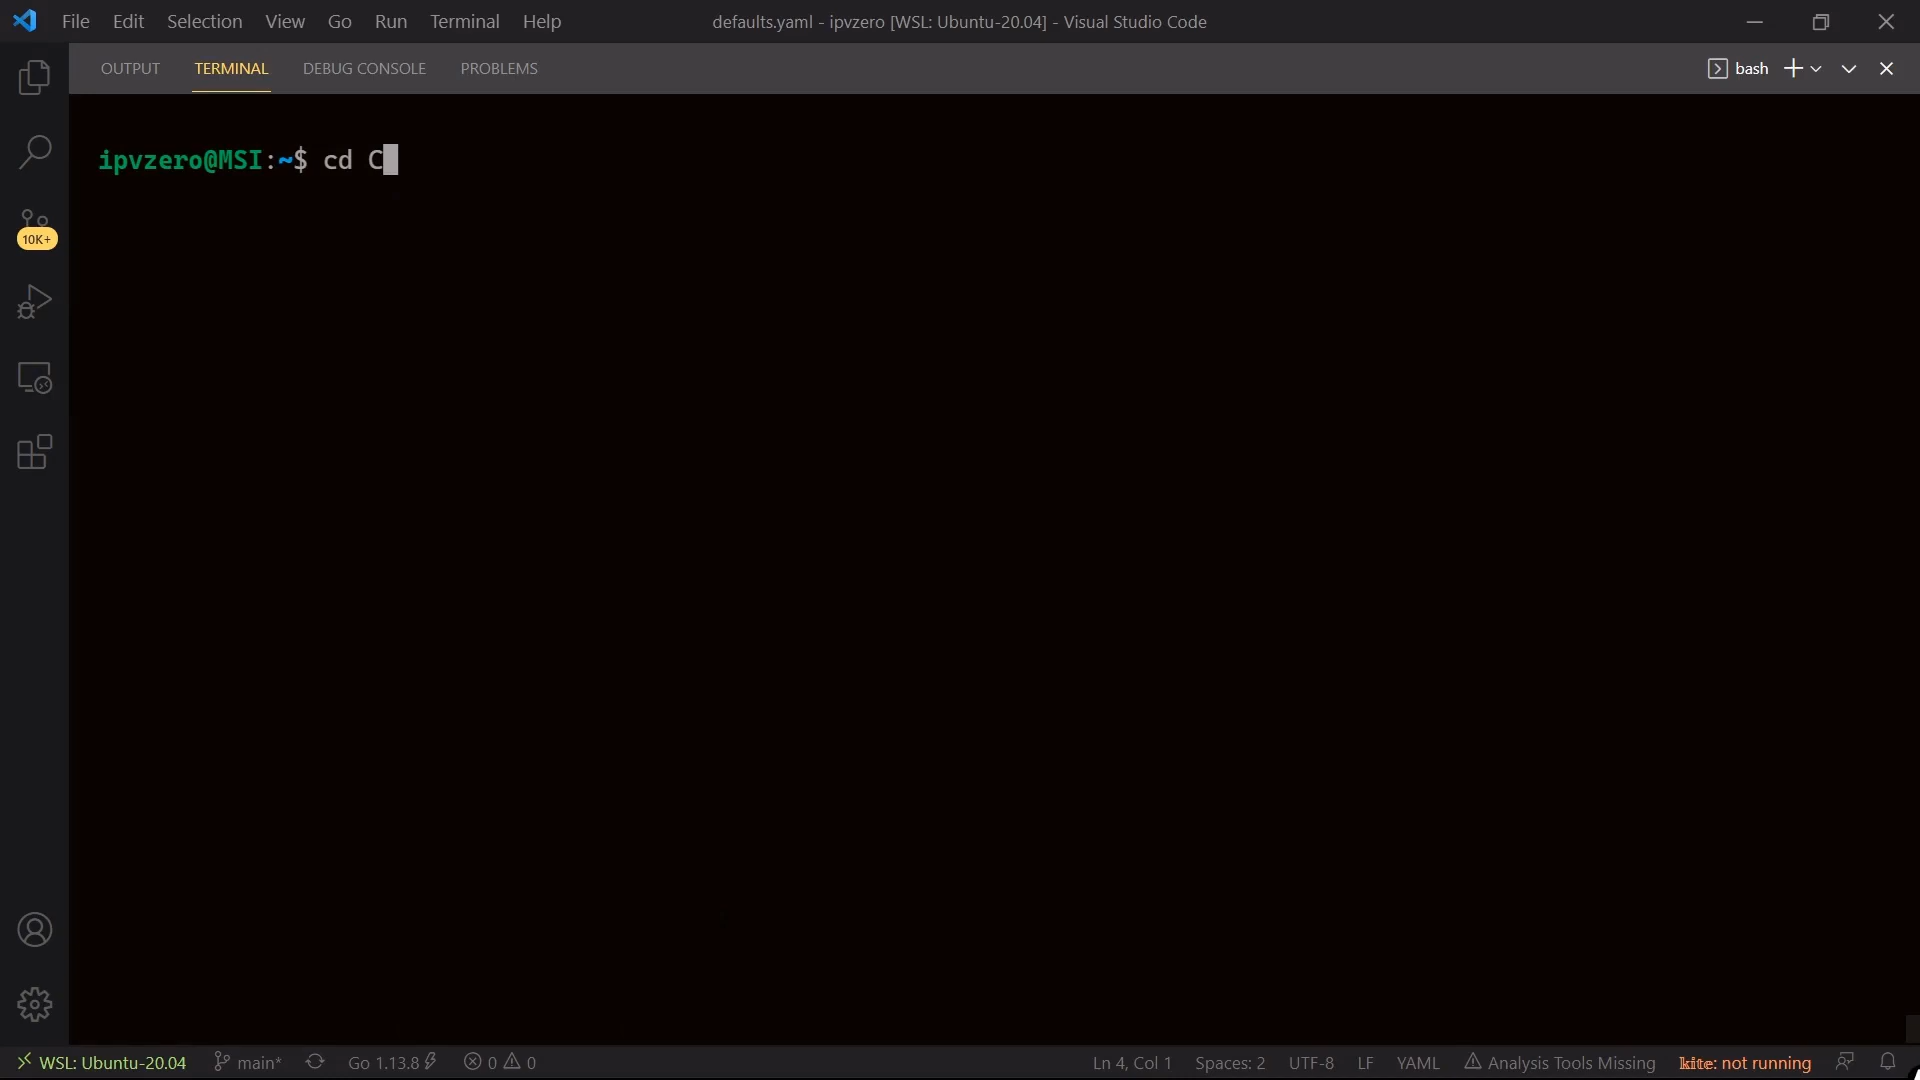 File Edit Selection View Go Run Terminal Help defaults.yaml - ipvzero [WSL: Ubuntu-20.04] - Visual Studio Code
OUTPUT TERMINAL DEBUG CONSOLE PROBLEMS bash
ipvzero@MSI:~$ cd C
10K+
WSL: Ubuntu-20.04 main* Go 1.13.8 0 0 Ln 4, Col 1 Spaces: 2 UTF-8 LF YAML Analysis Tools Missing kite: not running